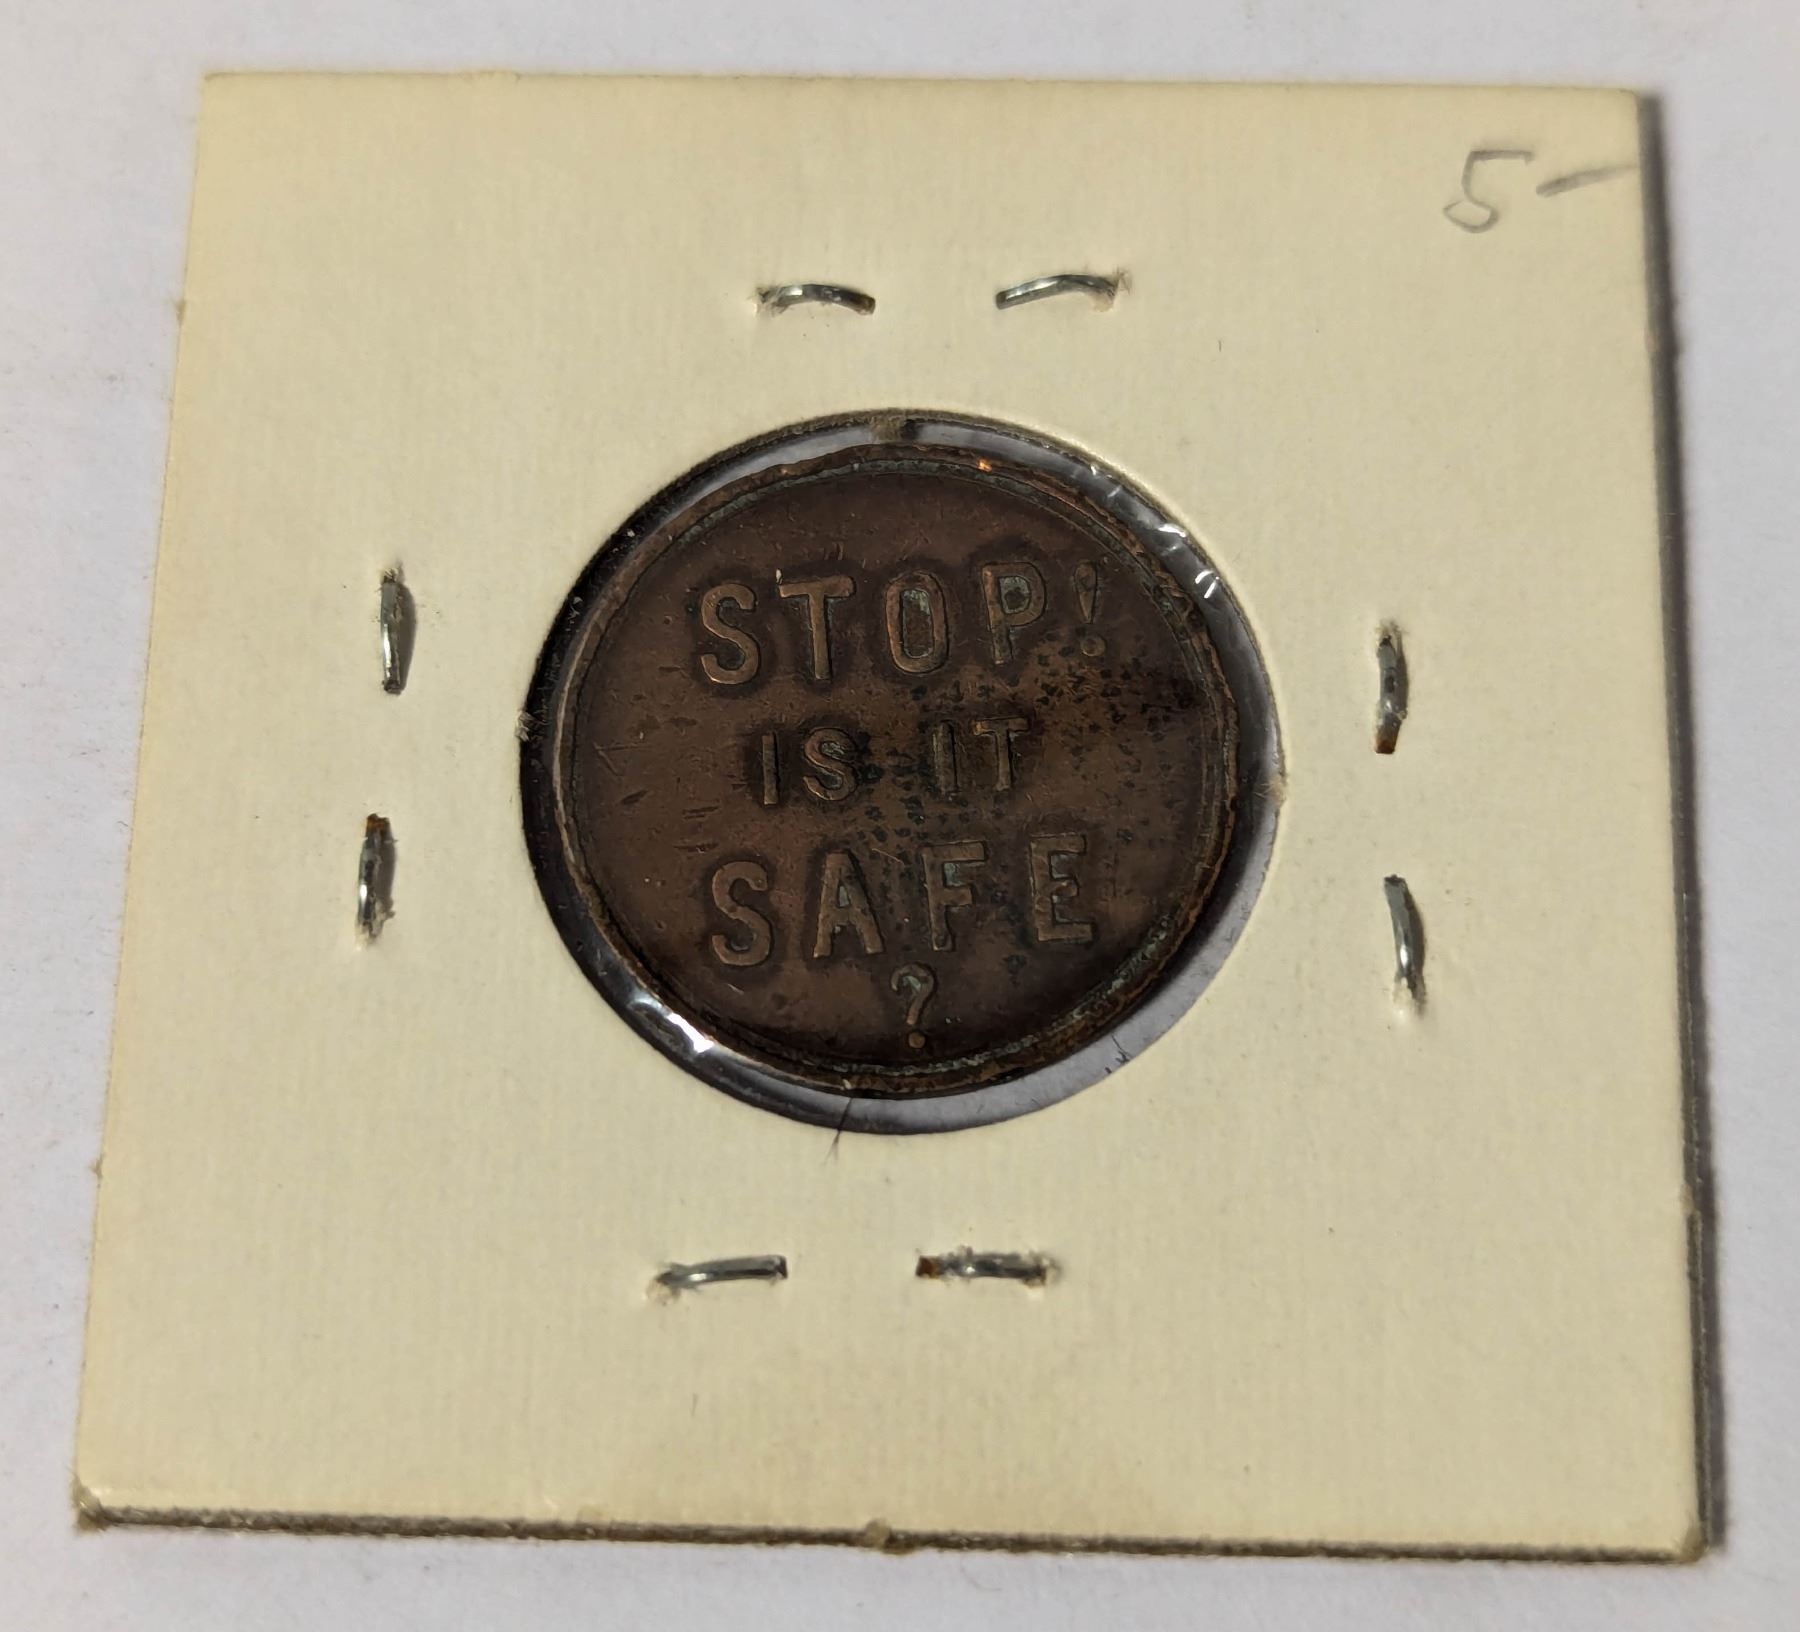 5-
STOP!
IS IT
SAFE
?